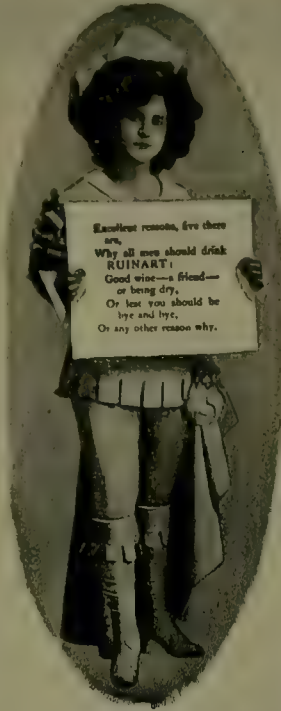 Excellent reasons, five there
are,
Why all men should drink
RUINART:
Good wine—a friend—
or being dry,
Or lest you should be
bye and bye,
Or any other reason why.